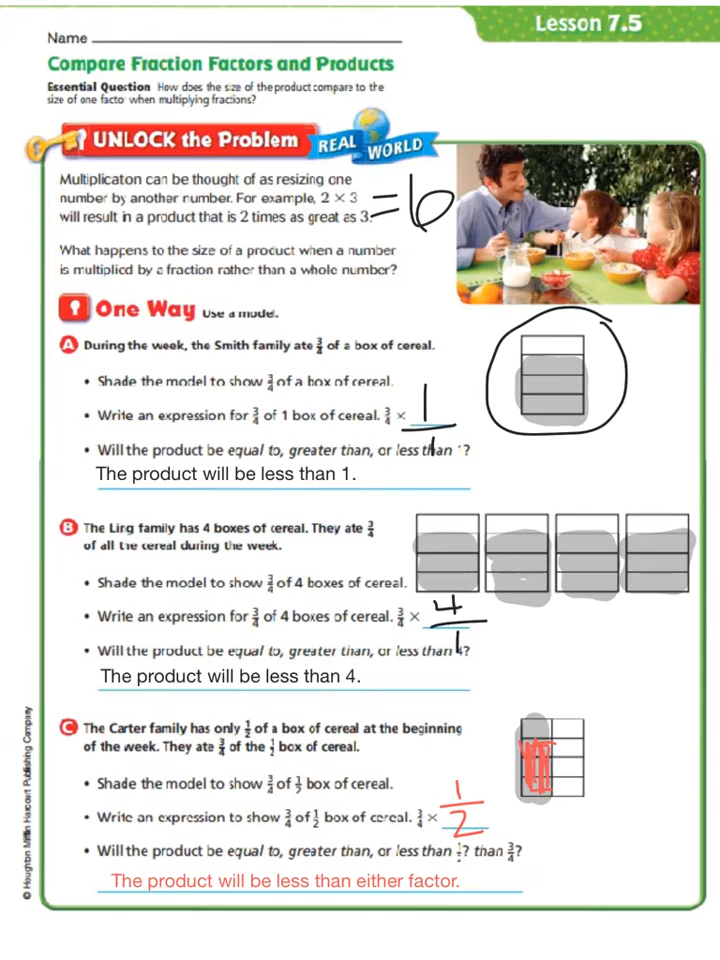 Lesson 7.5
Name
Compare Fraction Factors and Products
Essential Question How does the size of the product compare to the
size of one facto when multiplying fractions?
UNLOCK the Problem REAL WORLD
Multiplicaton can be thought of as resizing one
number by another number. For example, 2 × 3
will result in a product that is 2 times as great as 3. = 6
What happens to the size of a product when a number
is multiplied by a fraction rather than a whole number?
One Way Use a model.
A During the week, the Smith family ate 3/4 of a box of cereal.
• Shade the model to show 3/4 of a box of cereal.
• Write an expression for 3/4 of 1 box of cereal. 3/4 × 1/1
• Will the product be equal to, greater than, or less than 1?
The product will be less than 1.
B The Ling family has 4 boxes of cereal. They ate 3/4
of all the cereal during the week.
• Shade the model to show 3/4 of 4 boxes of cereal.
• Write an expression for 3/4 of 4 boxes of cereal. 3/4 × 4/1
• Will the product be equal to, greater than, or less than 4?
The product will be less than 4.
C The Carter family has only 1/2 of a box of cereal at the beginning
of the week. They ate 3/4 of the 1/2 box of cereal.
• Shade the model to show 3/4 of 1/2 box of cereal.
• Write an expression to show 3/4 of 1/2 box of cereal. 3/4 × 1/2
• Will the product be equal to, greater than, or less than 1/2? than 3/4?
The product will be less than either factor.
© Houghton Mifflin Harcourt Publishing Company